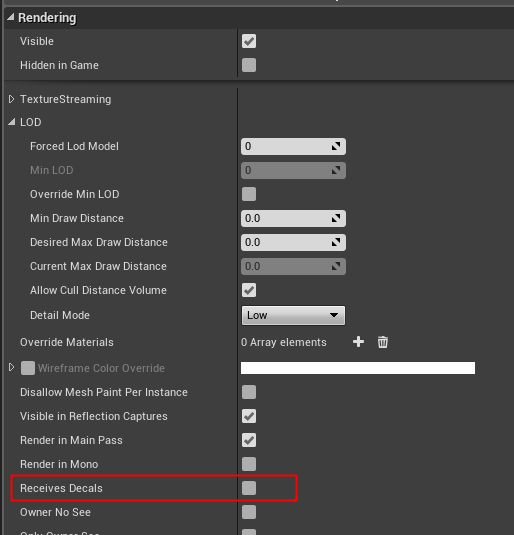 Rendering
Visible
Hidden in Game
TextureStreaming
LOD
Forced Lod Model 0
Min LOD 0
Override Min LOD
Min Draw Distance 0.0
Desired Max Draw Distance 0.0
Current Max Draw Distance 0.0
Allow Cull Distance Volume
Detail Mode Low
Override Materials 0 Array elements
Wireframe Color Override
Disallow Mesh Paint Per Instance
Visible in Reflection Captures
Render in Main Pass
Render in Mono
Receives Decals
Owner No See
Only Owner See